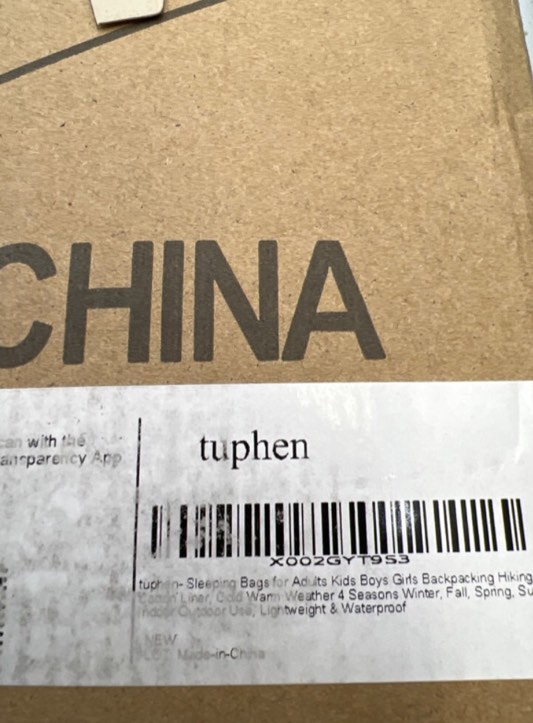 CHINA
can with the
ansparency App
tuphen
X002GYT9S3
tuphen- Sleeping Bags for Adults Kids Boys Girls Backpacking Hiking
Liner, Cold Warm Weather 4 Seasons Winter, Fall, Spring, Su
Indoor Outdoor Use, Lightweight & Waterproof
NEW
Made-in-China